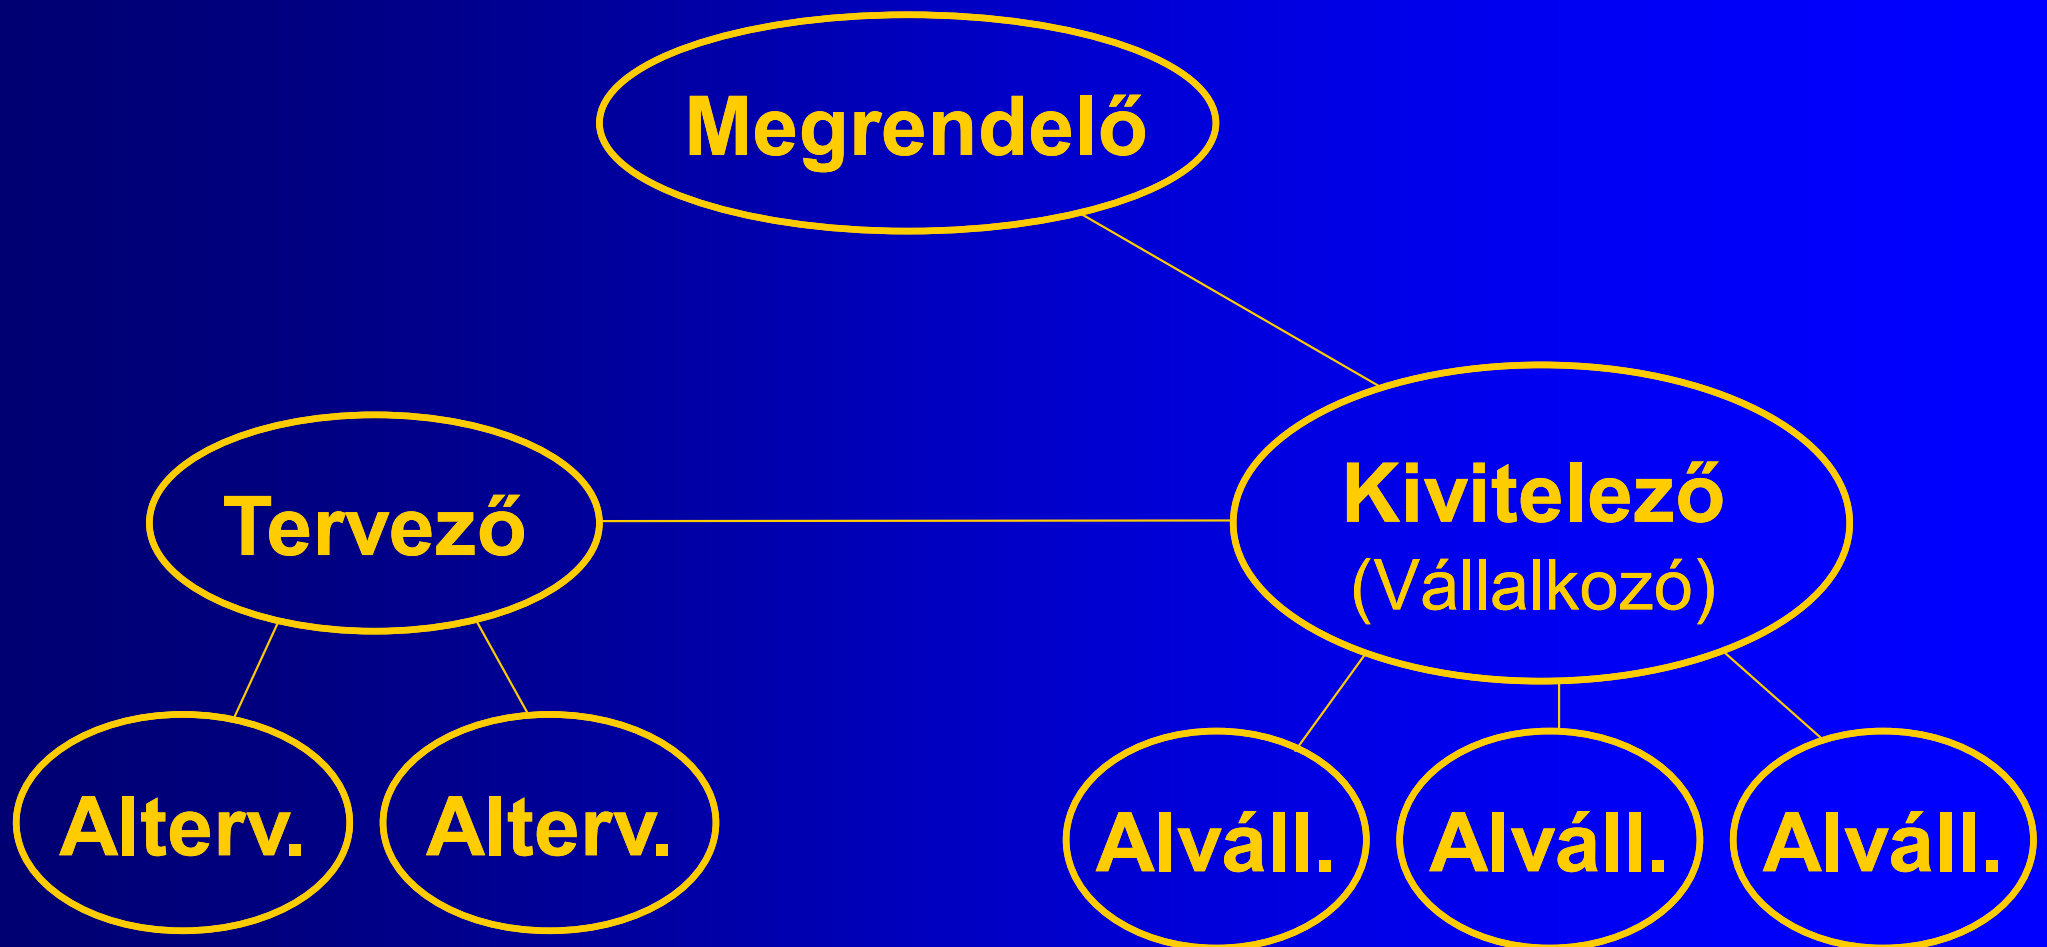 Megrendelő
Tervező
Kivitelező
(Vállalkozó)
Alterv.
Alterv.
Alváll.
Alváll.
Alváll.